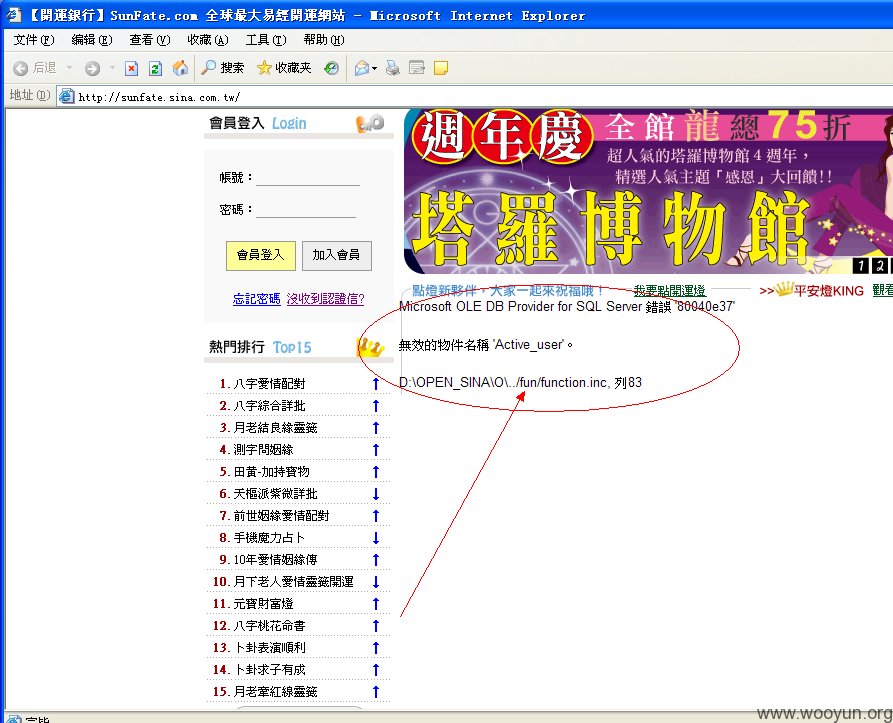 【開運銀行】SunFate.com 全球最大易經開運網站 - Microsoft Internet Explorer
文件(F) 编辑(E) 查看(V) 收藏(A) 工具(T) 帮助(H)
后退 搜索 收藏夹
地址(D) http://sunfate.sina.com.tw/
會員登入 Login
帳號：
密碼：
會員登入 加入會員
忘記密碼 沒收到認證信?
熱門排行 Top15
1. 八字愛情配對 ↑
2. 八字綜合詳批 ↑
3. 月老結良緣靈籤 ↑
4. 測字問姻緣 ↑
5. 田黃-加持寶物 ↑
6. 天樞派紫微詳批 ↓
7. 前世姻緣愛情配對 ↑
8. 手機魔力占卜 ↓
9. 10年愛情姻緣傳 ↑
10. 月下老人愛情靈籤開運 ↓
11. 元寶財富燈 ↑
12. 八字桃花命書 ↑
13. 卜卦表演順利 ↑
14. 卜卦求子有成 ↑
15. 月老牽紅線靈籤 ↑
週年慶 全館龍總75折
超人氣的塔羅博物館4週年，
精選人氣主題「感恩」大回饋!!
塔羅博物館
1 2
點燈新夥伴，大家一起來祝福哦！ 我要點開運燈 >>平安燈KING 觀看
Microsoft OLE DB Provider for SQL Server 錯誤 '80040e37'
無效的物件名稱 'Active_user'。
D:\OPEN_SINA\O\../fun/function.inc, 列83
完毕
www.wooyun.org